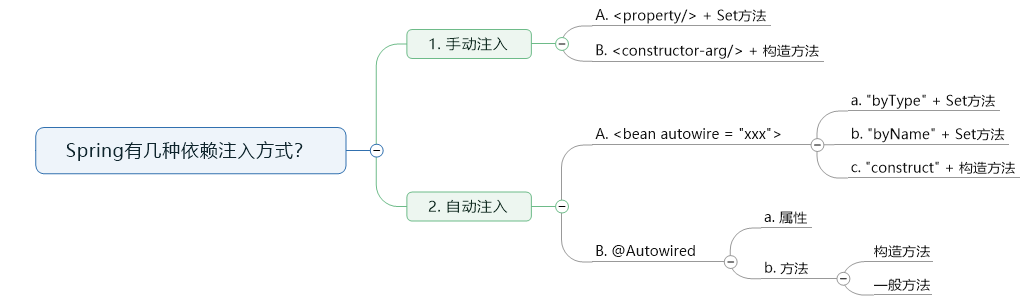 Spring有几种依赖注入方式?
1. 手动注入
A. <property/> + Set方法
B. <constructor-arg/> + 构造方法
2. 自动注入
A. <bean autowire = "xxx">
a. "byType" + Set方法
b. "byName" + Set方法
c. "construct" + 构造方法
B. @Autowired
a. 属性
b. 方法
构造方法
一般方法